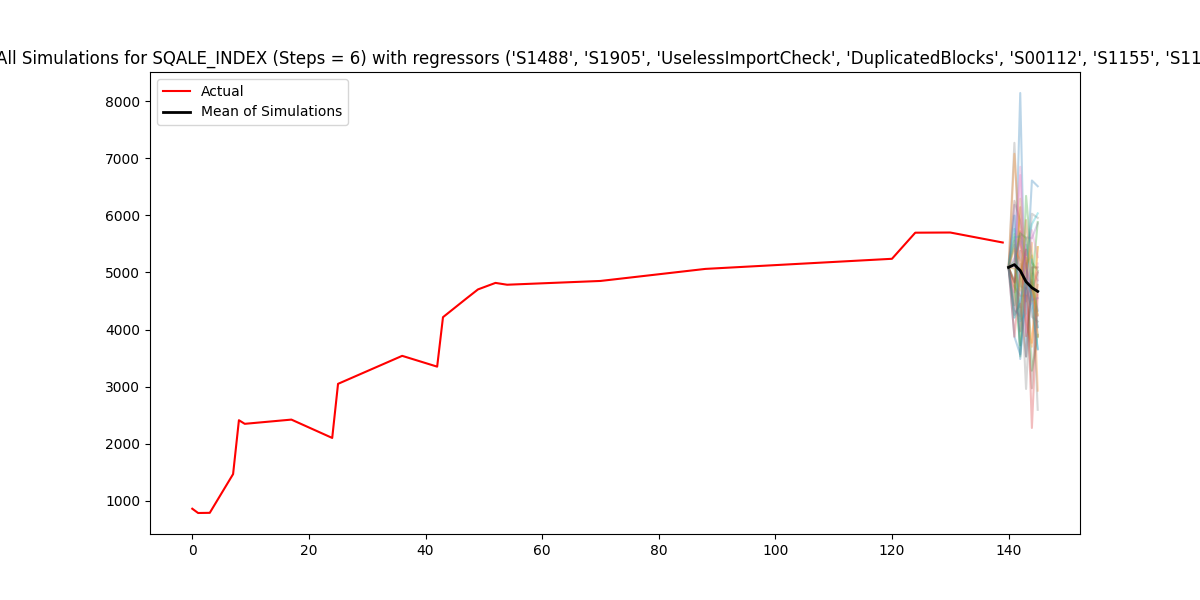 All Simulations for SQALE_INDEX (Steps = 6) with regressors ('S1488', 'S1905', 'UselessImportCheck', 'DuplicatedBlocks', 'S00112', 'S1155', 'S11
Actual
Mean of Simulations
8000
7000
6000
5000
4000
3000
2000
1000
0 20 40 60 80 100 120 140